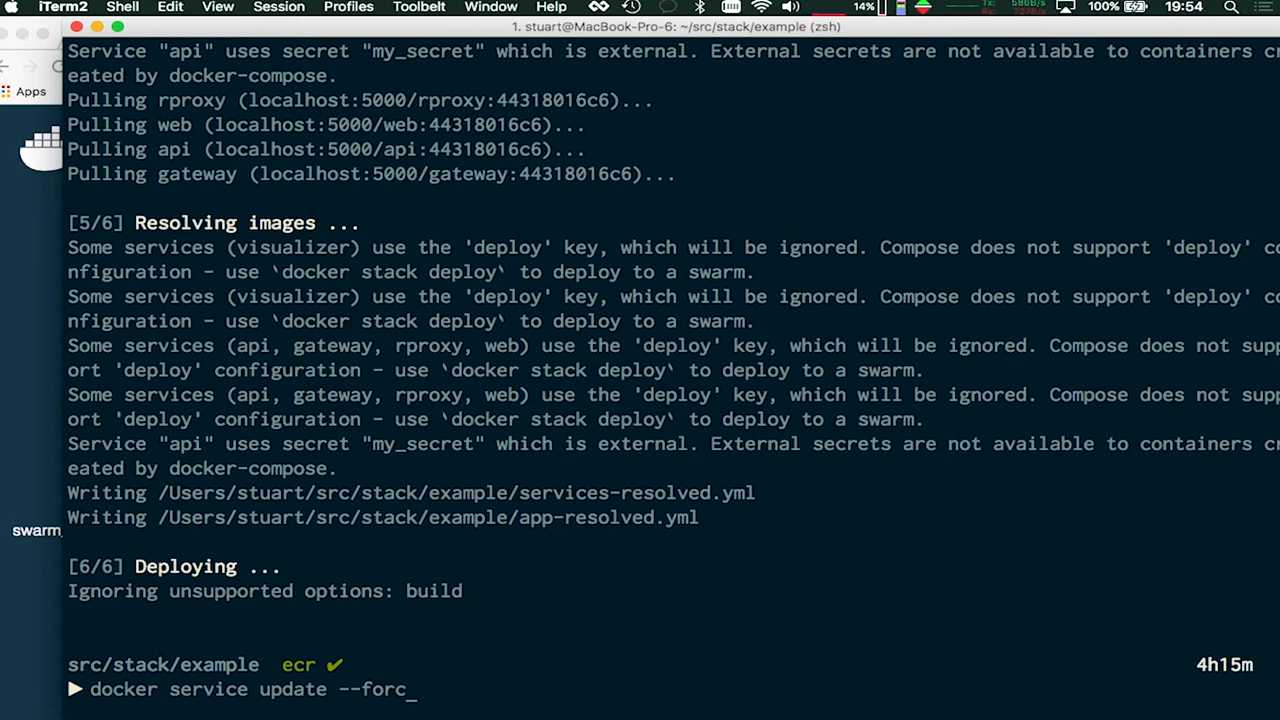 iTerm2 Shell Edit View Session Profiles Toolbelt Window Help 14% 100% 19:54
1. stuart@MacBook-Pro-6: ~/src/stack/example (zsh)
Service "api" uses secret "my_secret" which is external. External secrets are not available to containers cr
eated by docker-compose.
Apps
Pulling rproxy (localhost:5000/rproxy:44318016c6)...
Pulling web (localhost:5000/web:44318016c6)...
Pulling api (localhost:5000/api:44318016c6)...
Pulling gateway (localhost:5000/gateway:44318016c6)...
[5/6] Resolving images ...
Some services (visualizer) use the 'deploy' key, which will be ignored. Compose does not support 'deploy' co
nfiguration - use `docker stack deploy` to deploy to a swarm.
Some services (visualizer) use the 'deploy' key, which will be ignored. Compose does not support 'deploy' co
nfiguration - use `docker stack deploy` to deploy to a swarm.
Some services (api, gateway, rproxy, web) use the 'deploy' key, which will be ignored. Compose does not supp
ort 'deploy' configuration - use `docker stack deploy` to deploy to a swarm.
Some services (api, gateway, rproxy, web) use the 'deploy' key, which will be ignored. Compose does not supp
ort 'deploy' configuration - use `docker stack deploy` to deploy to a swarm.
Service "api" uses secret "my_secret" which is external. External secrets are not available to containers cr
eated by docker-compose.
Writing /Users/stuart/src/stack/example/services-resolved.yml
Writing /Users/stuart/src/stack/example/app-resolved.yml
swarm
[6/6] Deploying ...
Ignoring unsupported options: build
src/stack/example ecr ✔ 4h15m
▶ docker service update --forc_